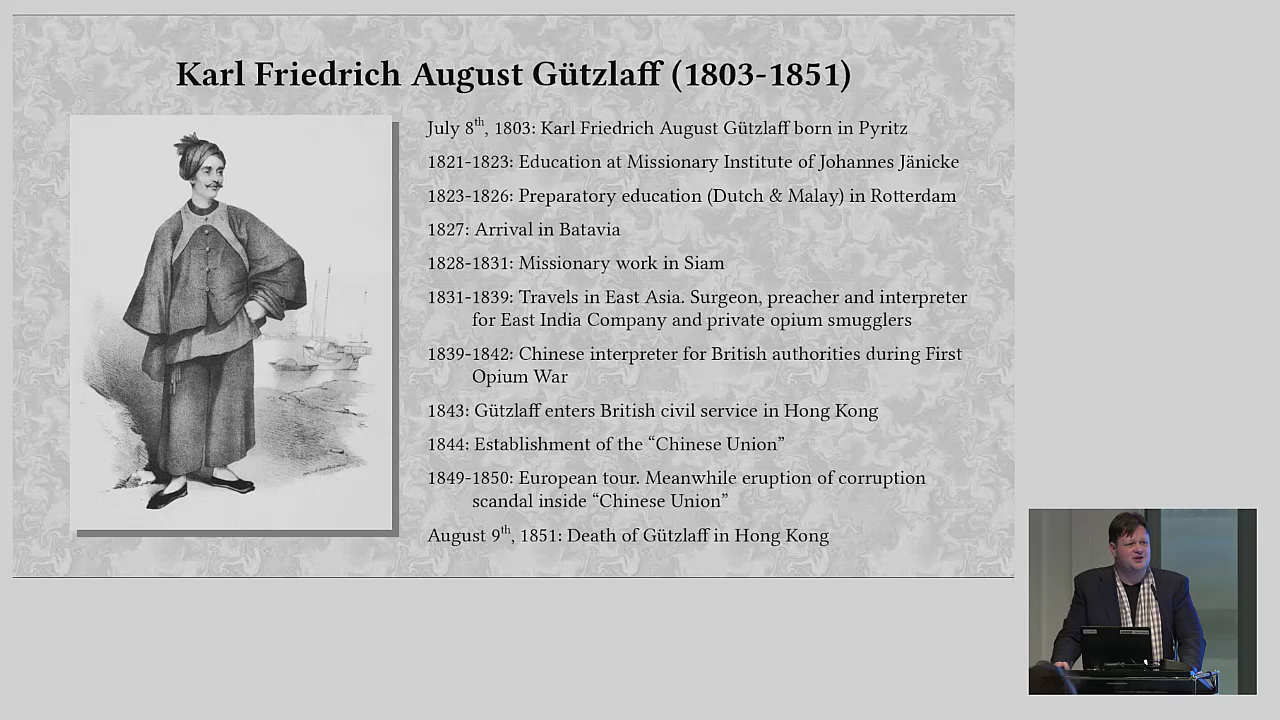 Karl Friedrich August Gützlaff (1803-1851)
July 8th, 1803: Karl Friedrich August Gützlaff born in Pyritz
1821-1823: Education at Missionary Institute of Johannes Jänicke
1823-1826: Preparatory education (Dutch & Malay) in Rotterdam
1827: Arrival in Batavia
1828-1831: Missionary work in Siam
1831-1839: Travels in East Asia. Surgeon, preacher and interpreter
for East India Company and private opium smugglers
1839-1842: Chinese interpreter for British authorities during First
Opium War
1843: Gützlaff enters British civil service in Hong Kong
1844: Establishment of the “Chinese Union”
1849-1850: European tour. Meanwhile eruption of corruption
scandal inside “Chinese Union”
August 9th, 1851: Death of Gützlaff in Hong Kong